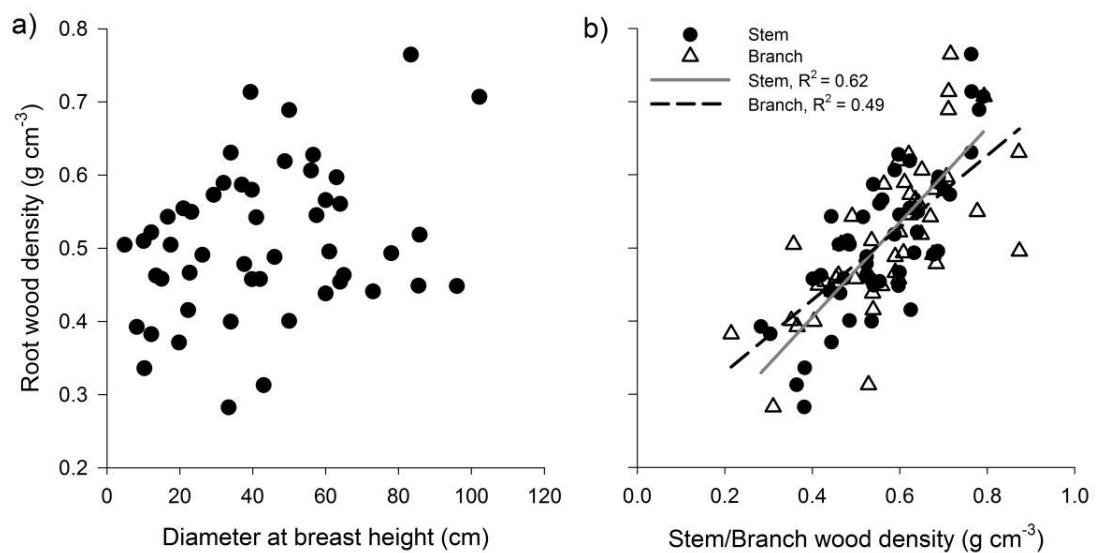 a)
Root wood density (g cm⁻³)
0.8
0.7
0.6
0.5
0.4
0.3
0.2
0 20 40 60 80 100 120
Diameter at breast height (cm)
b)
Stem
Branch
Stem, R² = 0.62
Branch, R² = 0.49
0.0 0.2 0.4 0.6 0.8 1.0
Stem/Branch wood density (g cm⁻³)